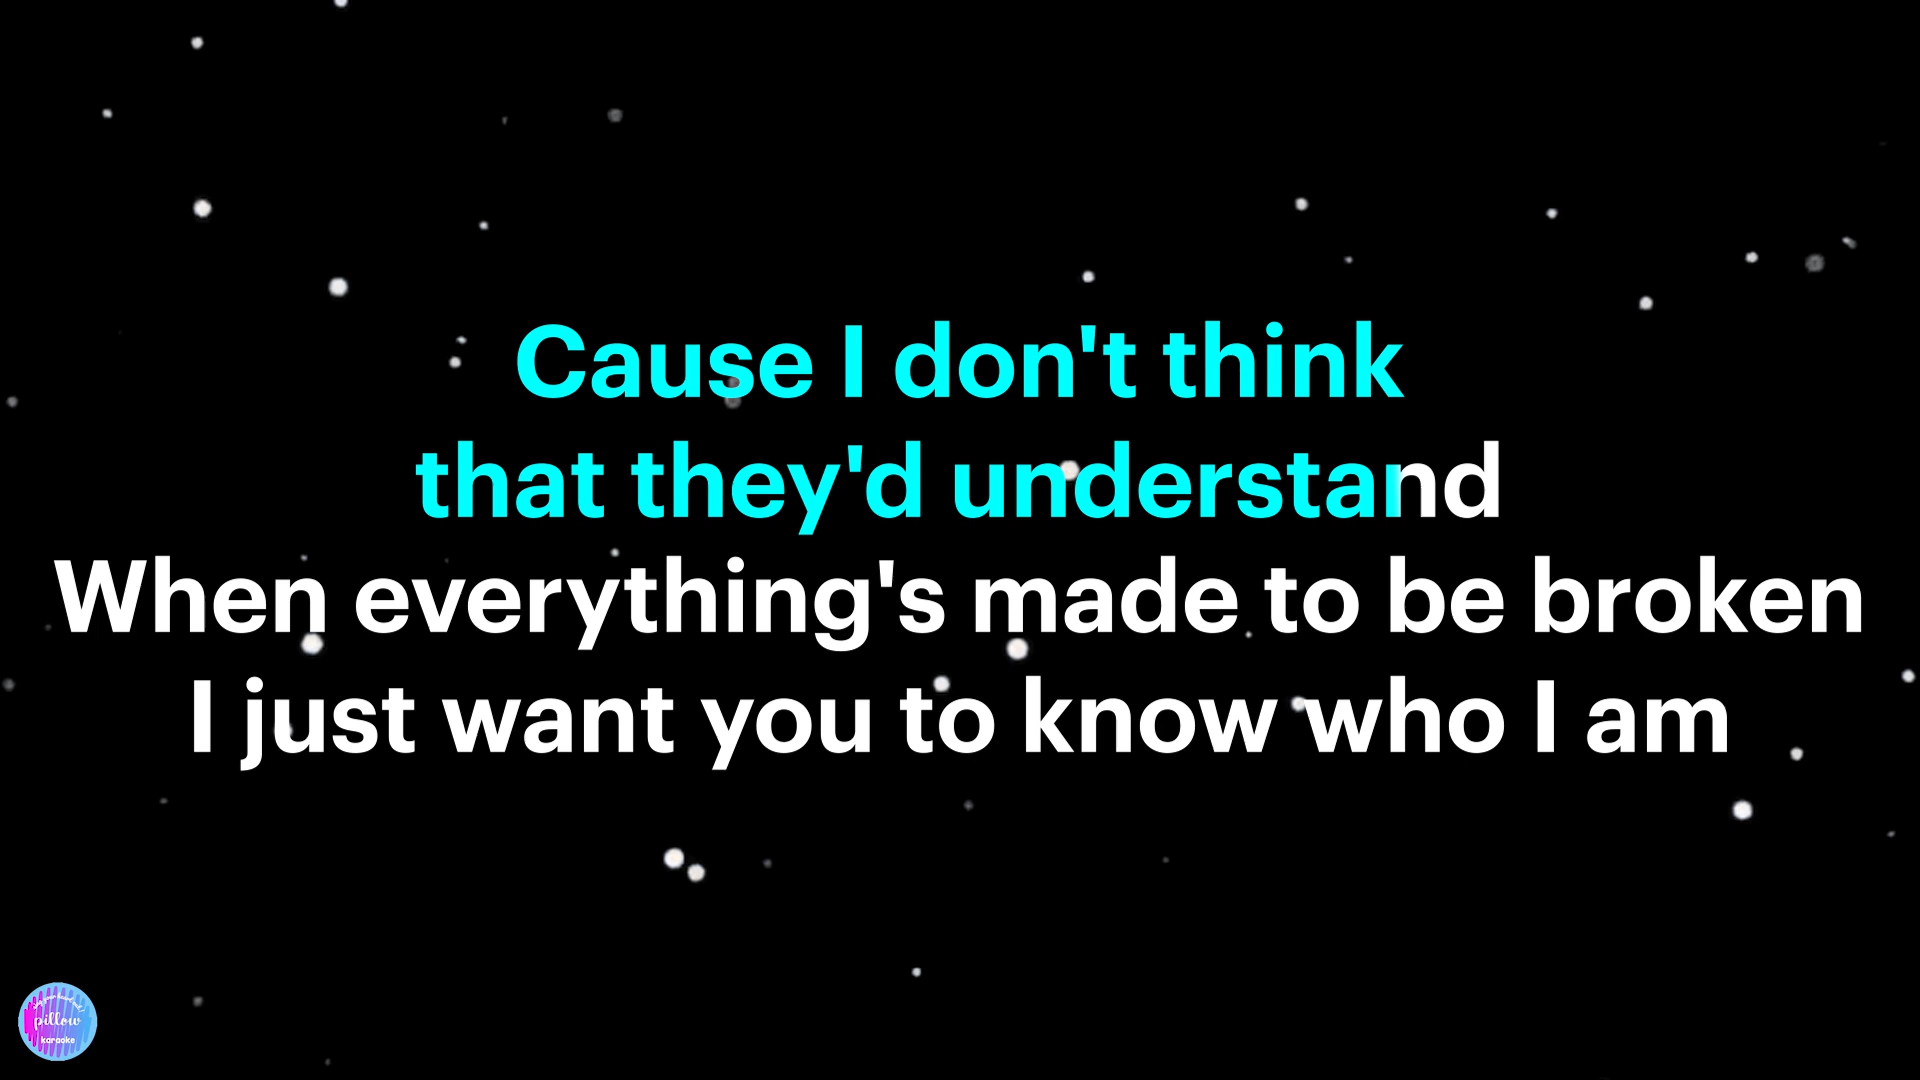 Cause I don't think
that they'd understand
When everything's made to be broken
I just want you to know who I am
pillow
karaoke